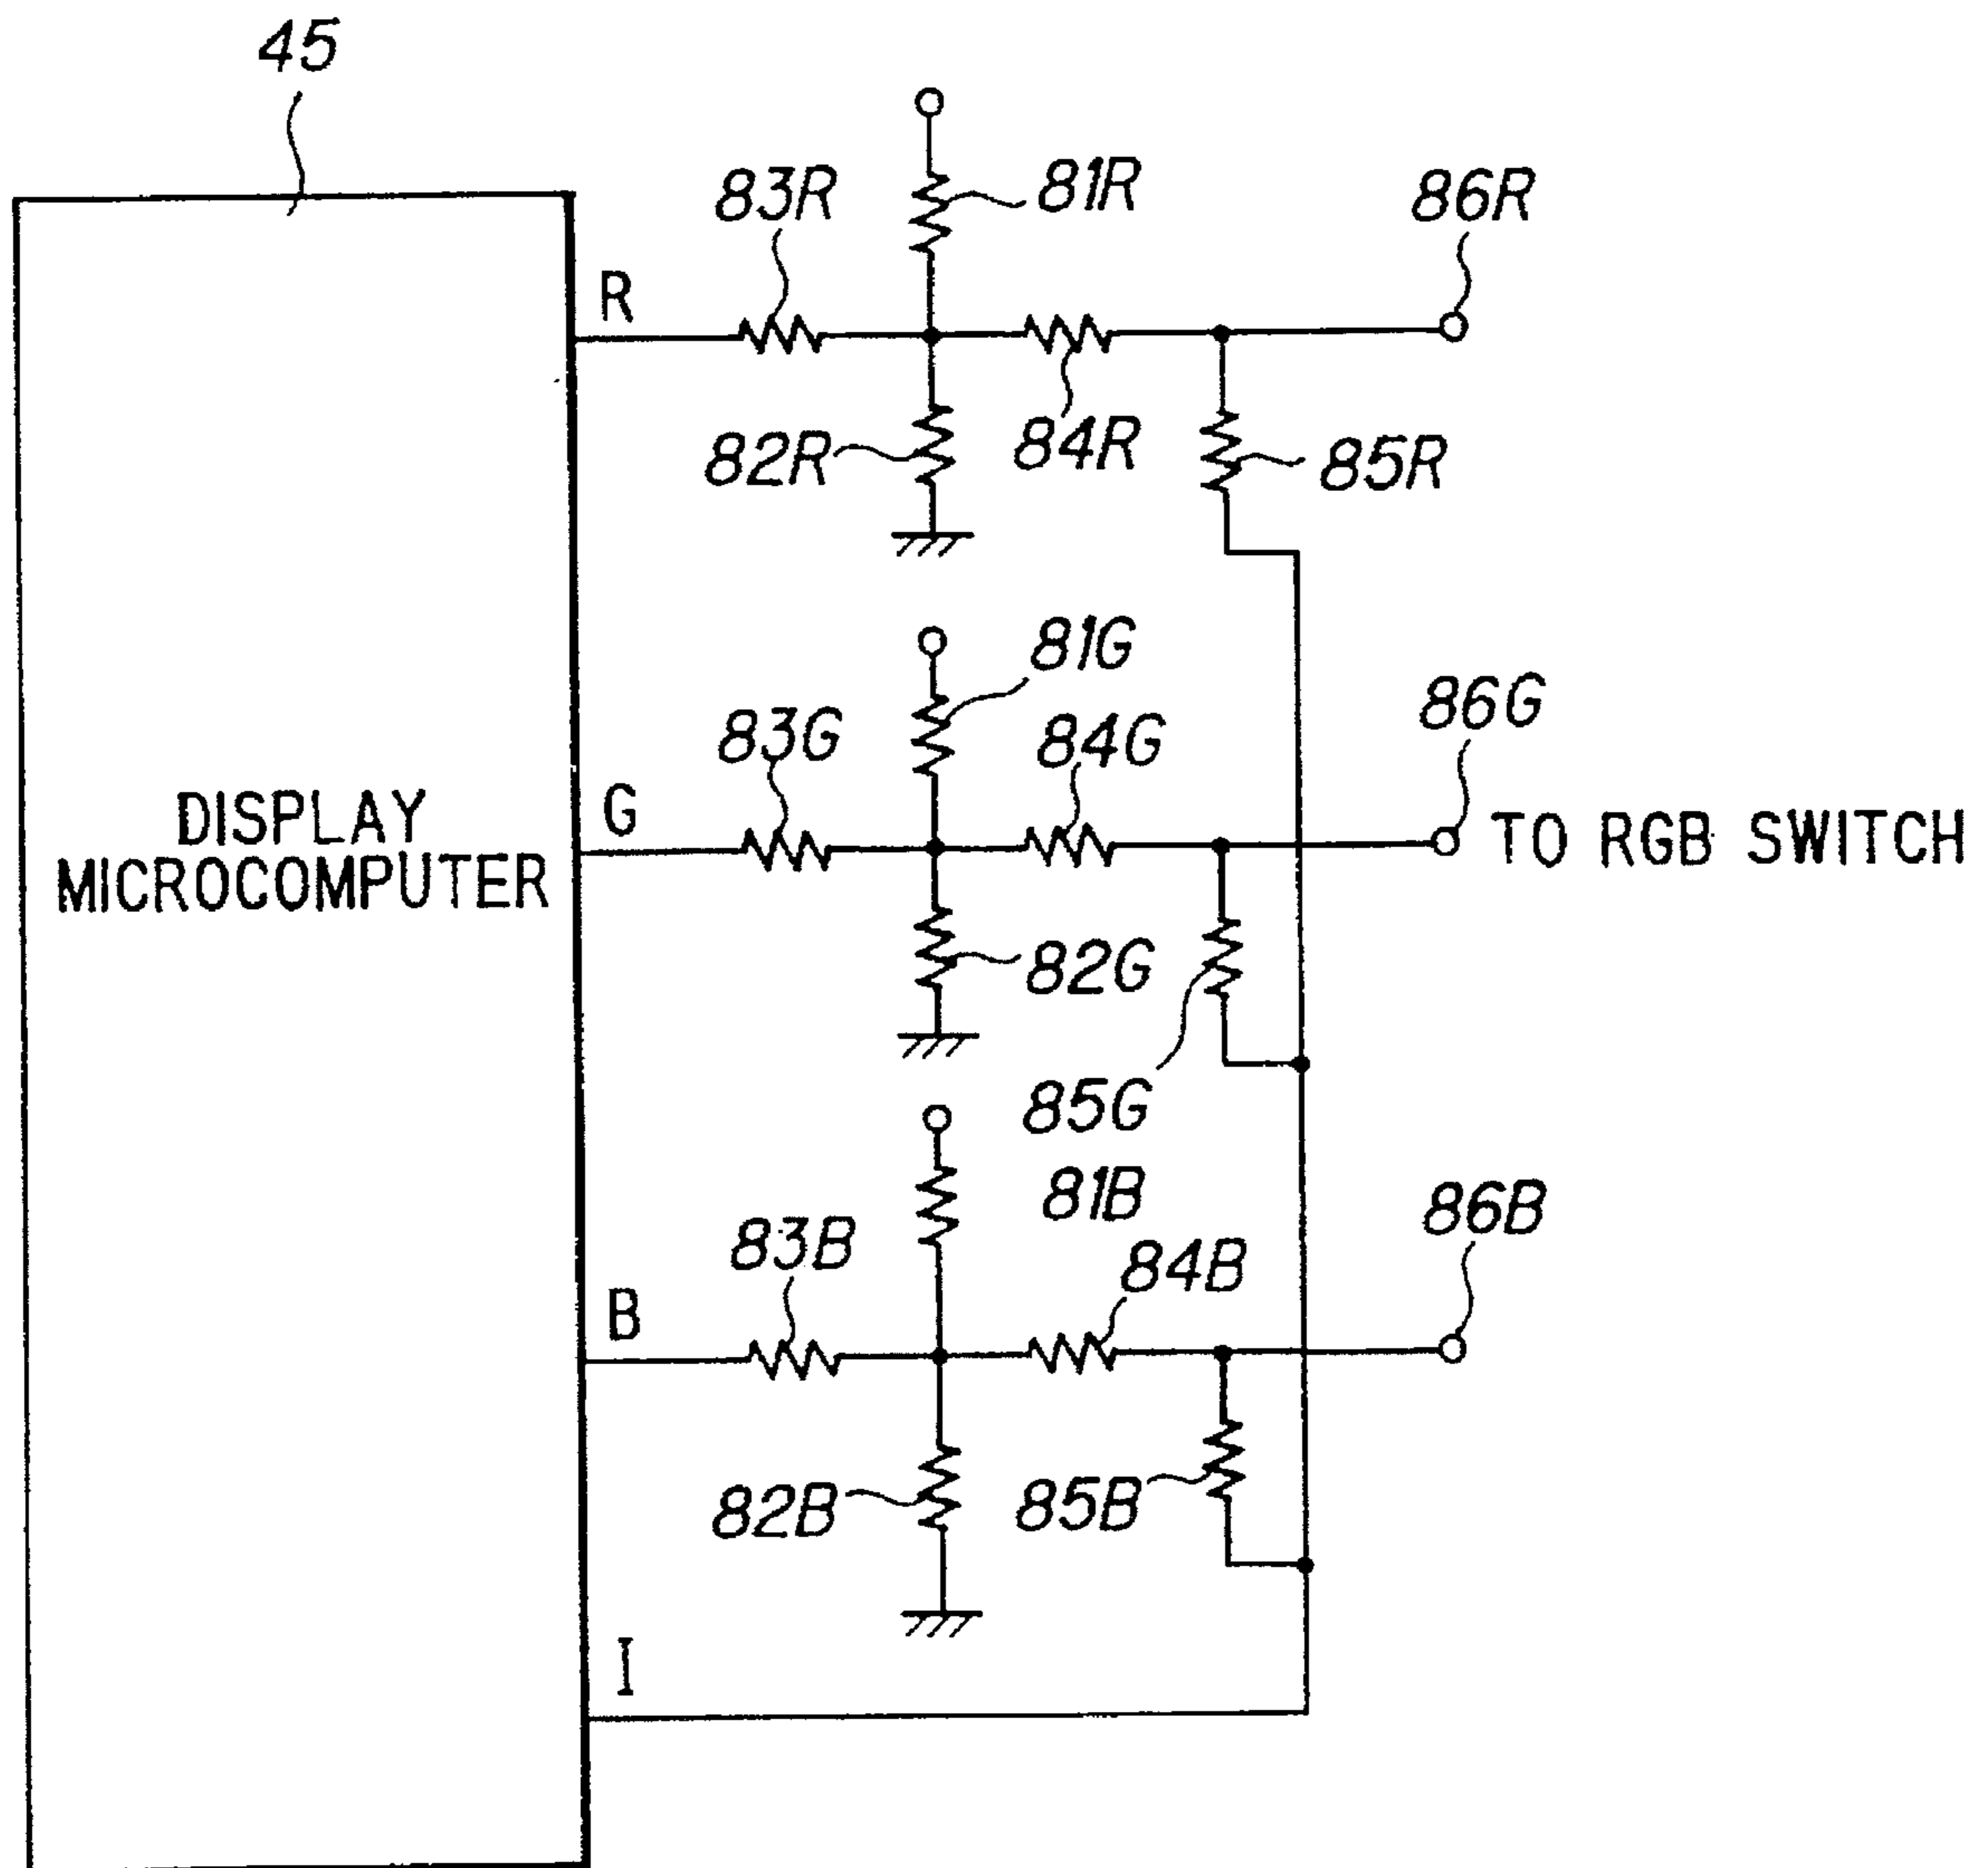 45
83R
81R
86R
R
82R
84R
85R
81G
83G
84G
86G
G
DISPLAY
MICROCOMPUTER
TO RGB SWITCH
82G
85G
81B
83B
84B
86B
B
82B
85B
I